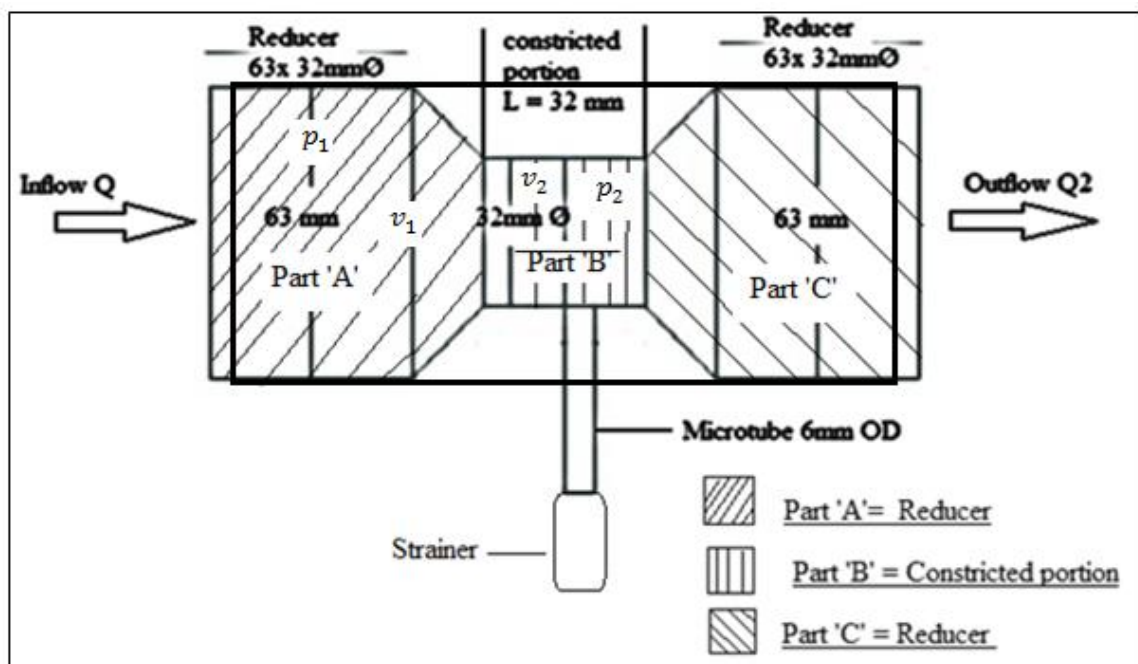 Reducer
63x 32mmØ
constricted
portion
L = 32 mm
Reducer
63x 32mmØ
p₁
v₂
p₂
Inflow Q
63 mm
v₁
32mm Ø
63 mm
Outflow Q2
Part 'A'
Part 'B'
Part 'C'
Microtube 6mm OD
Strainer
Part 'A'= Reducer
Part 'B' = Constricted portion
Part 'C' = Reducer